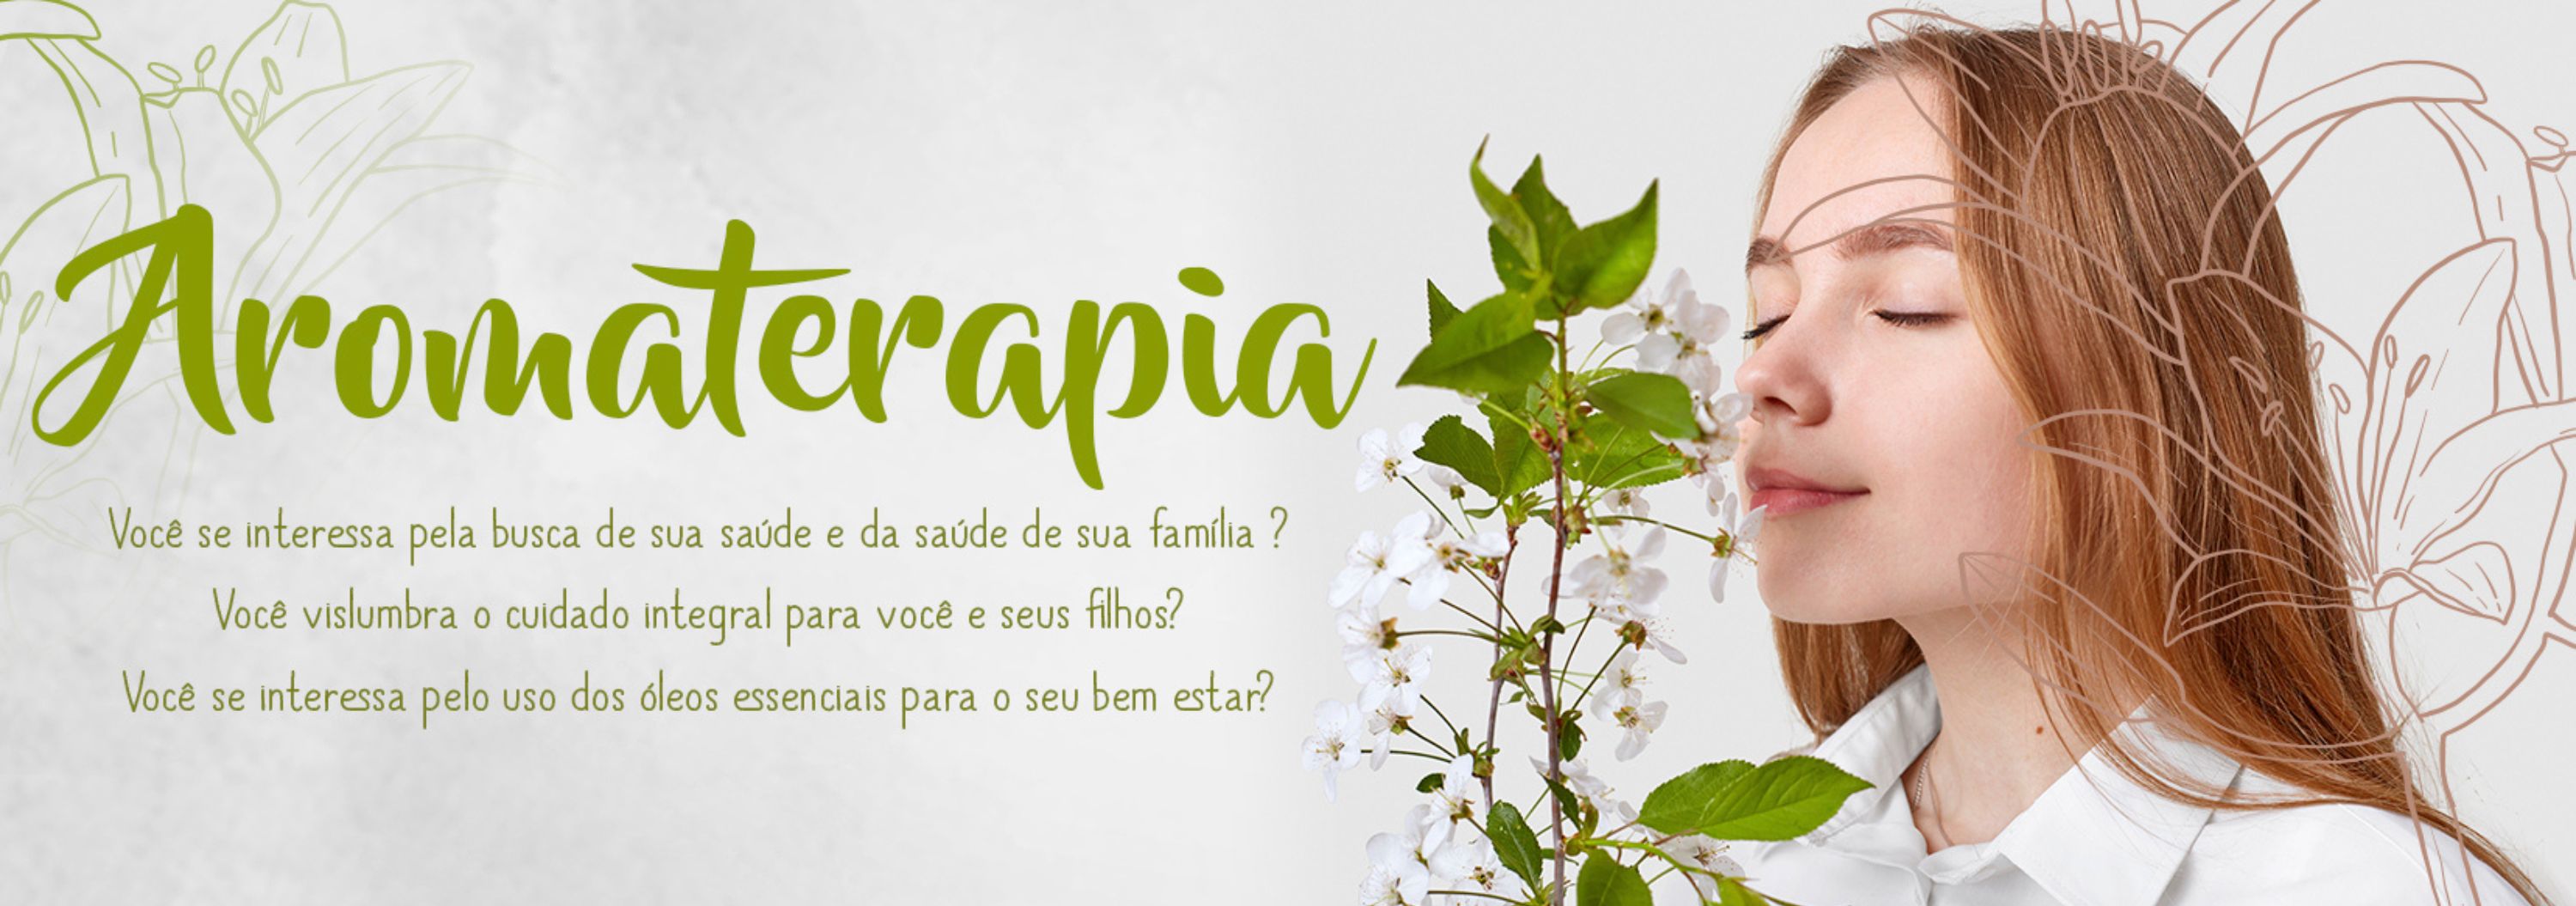 Aromaterapia
Você se interessa pela busca de sua saúde e da saúde de sua família ?
Você vislumbra o cuidado integral para você e seus filhos?
Você se interessa pelo uso dos óleos essenciais para o seu bem estar?